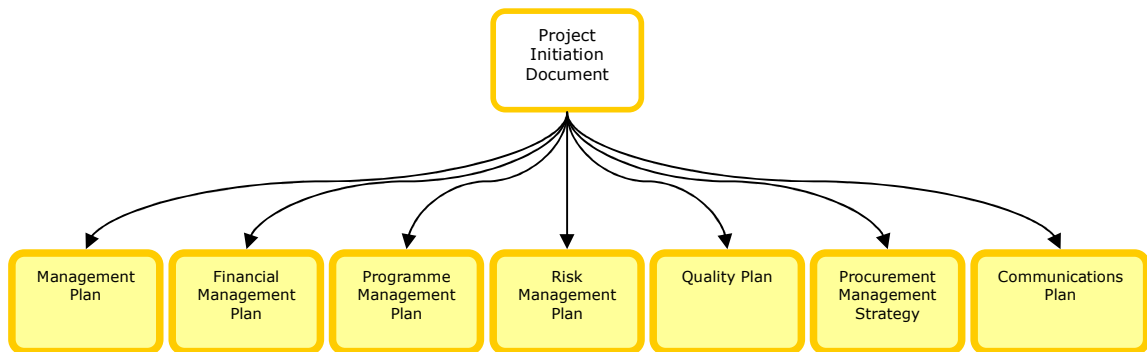 Project
Initiation
Document
Management
Plan
Financial
Management
Plan
Programme
Management
Plan
Risk
Management
Plan
Quality Plan
Procurement
Management
Strategy
Communications
Plan